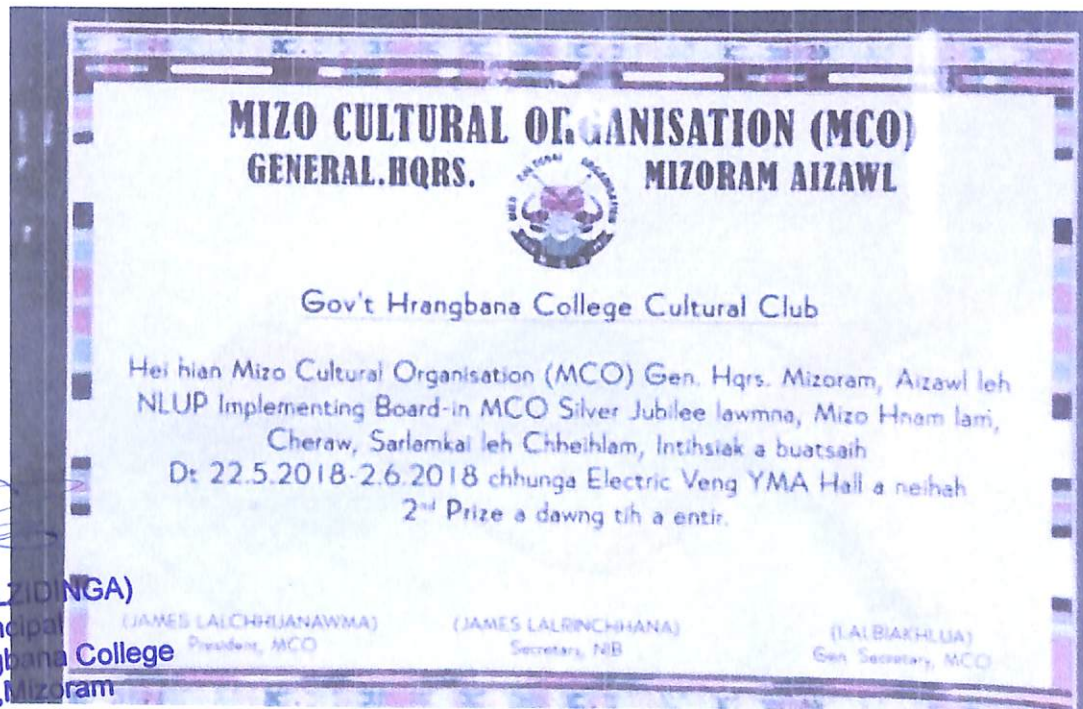 MIZO CULTURAL ORGANISATION (MCO)
GENERAL.HQRS. MIZORAM AIZAWL
Gov't Hrangbana College Cultural Club
Hei hian Mizo Cultural Organisation (MCO) Gen. Hqrs. Mizoram, Aizawl leh
NLUP Implementing Board-in MCO Silver Jubilee lawmna, Mizo Hnam lam,
Cheraw, Sarlamkai leh Chheihlam, Intihsiak a buatsaih
Dt 22.5.2018-2.6.2018 chhunga Electric Veng YMA Hall a neihah
2nd Prize a dawng tih a entir.
(JAMES LALCHHUANAWMA)
President, MCO
(JAMES LALRINCHHANA)
Secretary, NIB
(LALBIAKHLUA)
Gen Secretary, MCO
LZIDINGA)
ncipal
gbana College
Mizoram